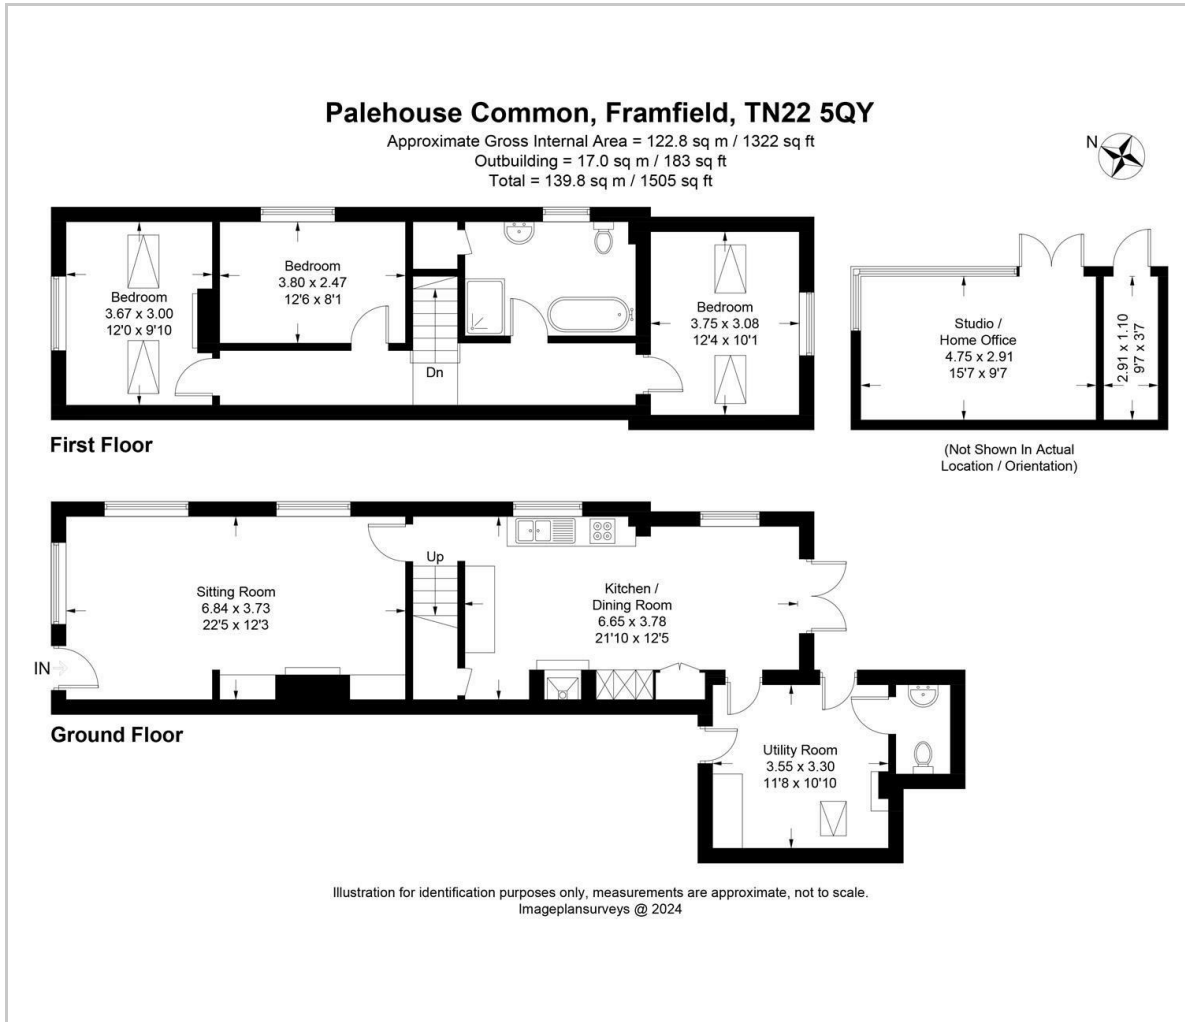 Palehouse Common, Framfield, TN22 5QY
Approximate Gross Internal Area = 122.8 sq m / 1322 sq ft
Outbuilding = 17.0 sq m / 183 sq ft
Total = 139.8 sq m / 1505 sq ft
N
Bedroom
3.67 x 3.00
12'0 x 9'10
Bedroom
3.80 x 2.47
12'6 x 8'1
Dn
Bedroom
3.75 x 3.08
12'4 x 10'1
Studio /
Home Office
4.75 x 2.91
15'7 x 9'7
2.91 x 1.10
9'7 x 3'7
(Not Shown In Actual
Location / Orientation)
First Floor
Sitting Room
6.84 x 3.73
22'5 x 12'3
Up
Kitchen /
Dining Room
6.65 x 3.78
21'10 x 12'5
IN
Ground Floor
Utility Room
3.55 x 3.30
11'8 x 10'10
Illustration for identification purposes only, measurements are approximate, not to scale.
Imageplansurveys @ 2024